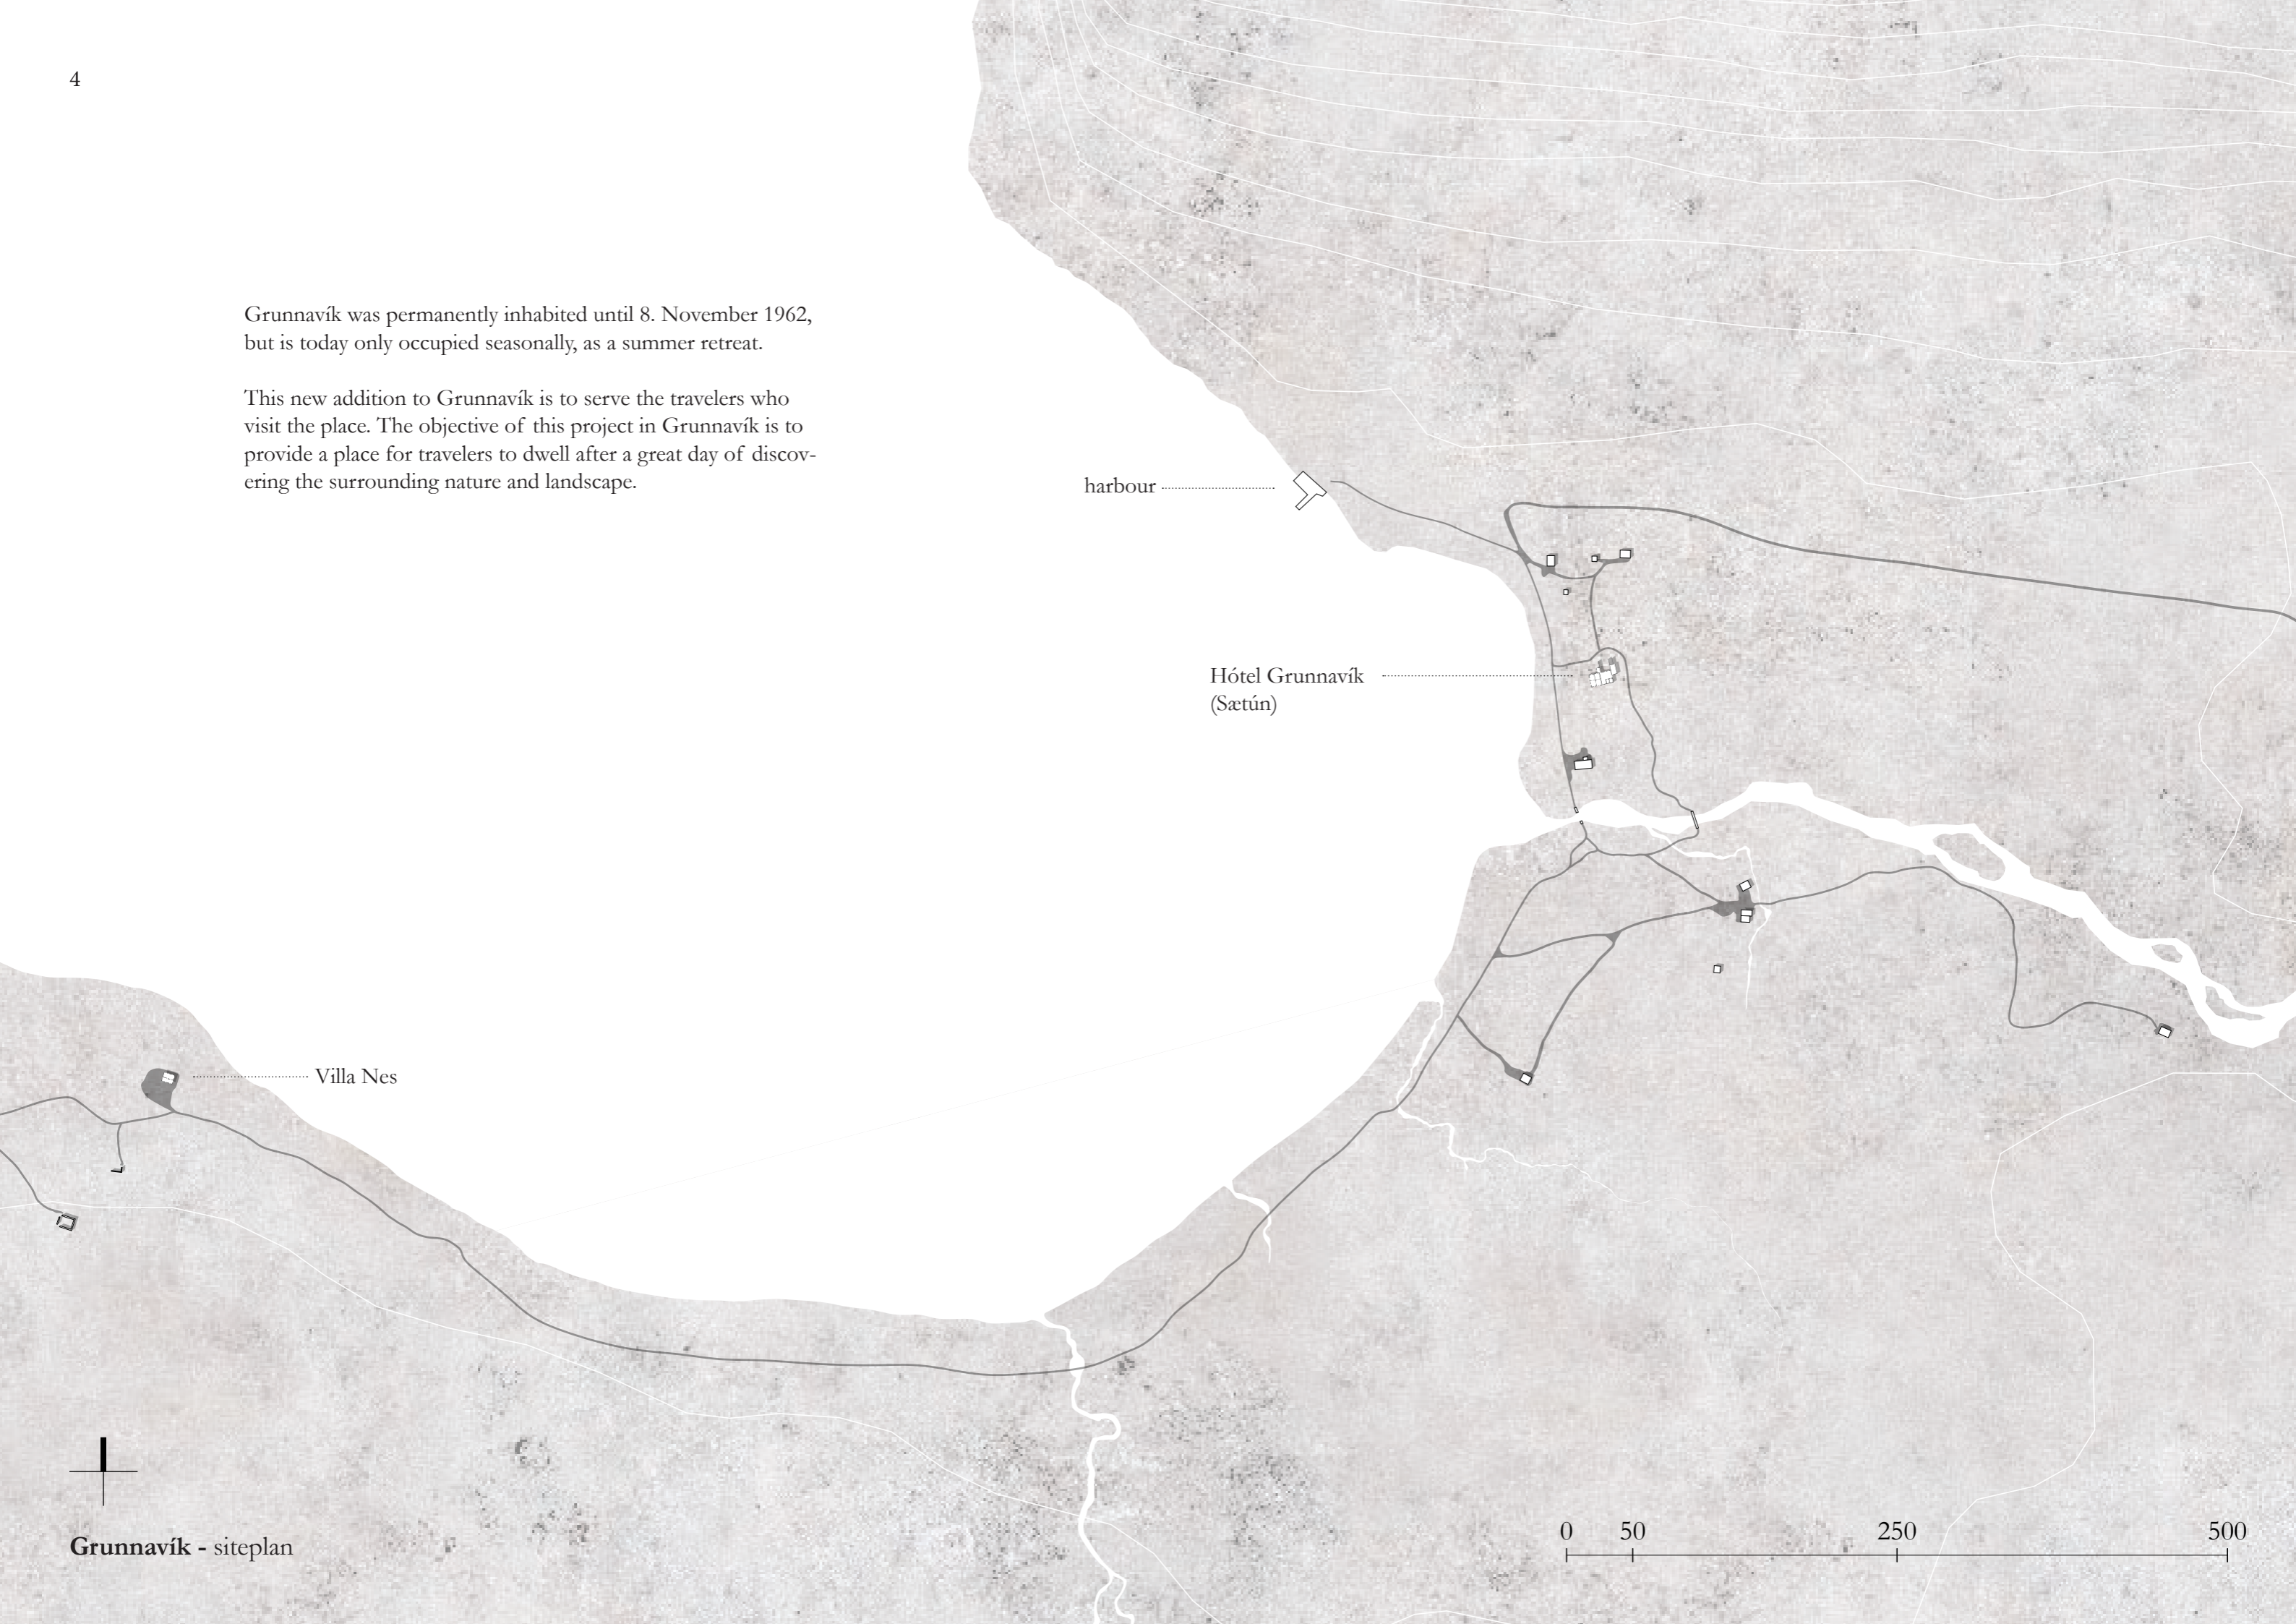 4
Grunnavík was permanently inhabited until 8. November 1962,
but is today only occupied seasonally, as a summer retreat.
This new addition to Grunnavík is to serve the travelers who
visit the place. The objective of this project in Grunnavík is to
provide a place for travelers to dwell after a great day of discov-
ering the surrounding nature and landscape.
harbour
Hótel Grunnavík
(Sætún)
Villa Nes
Grunnavík - siteplan
0 50 250 500